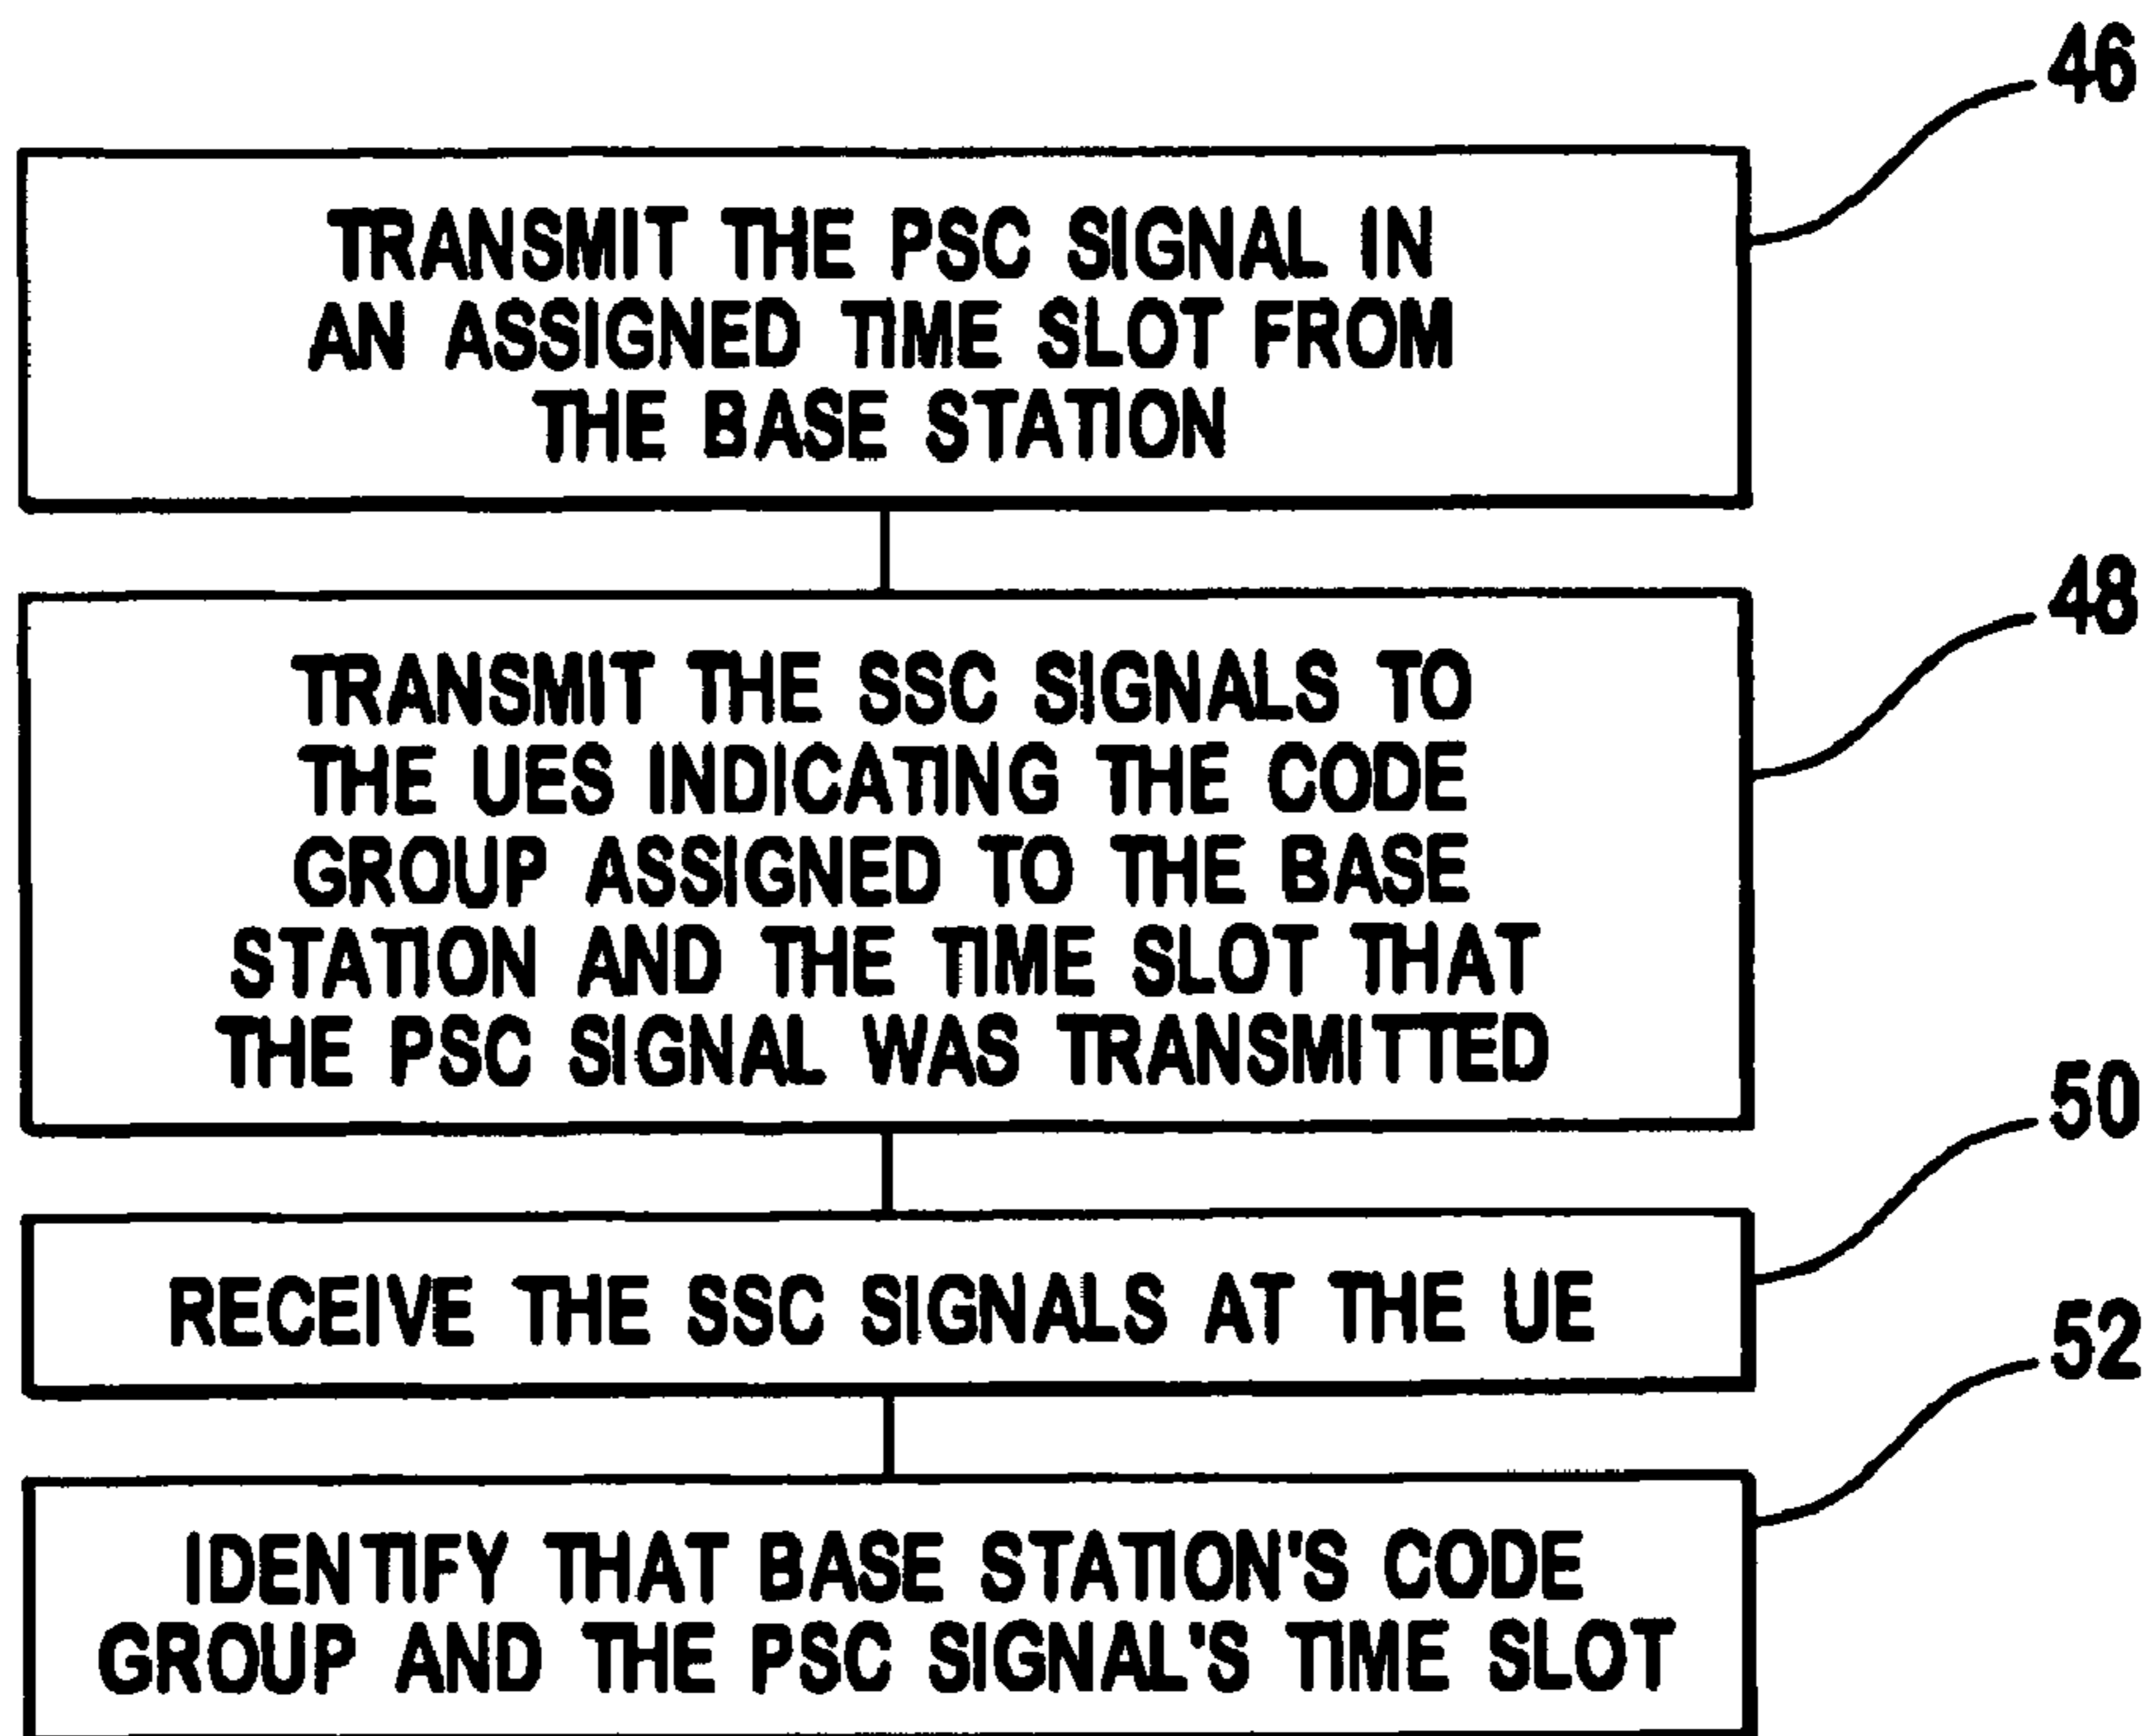 46
TRANSMIT THE PSC SIGNAL IN
AN ASSIGNED TIME SLOT FROM
THE BASE STATION
48
TRANSMIT THE SSC SIGNALS TO
THE UES INDICATING THE CODE
GROUP ASSIGNED TO THE BASE
STATION AND THE TIME SLOT THAT
THE PSC SIGNAL WAS TRANSMITTED
50
RECEIVE THE SSC SIGNALS AT THE UE
52
IDENTIFY THAT BASE STATION'S CODE
GROUP AND THE PSC SIGNAL'S TIME SLOT